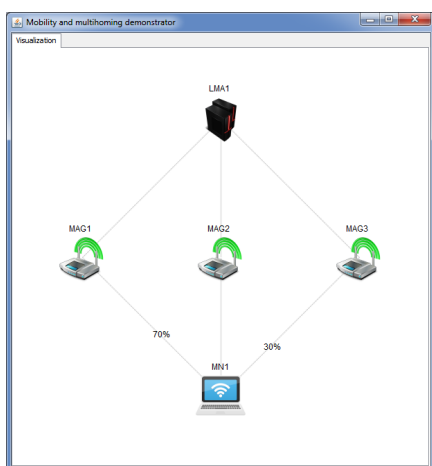 Mobility and multihoming demonstrator
Visualization
LMA1
MAG1
MAG2
MAG3
70%
30%
MN1